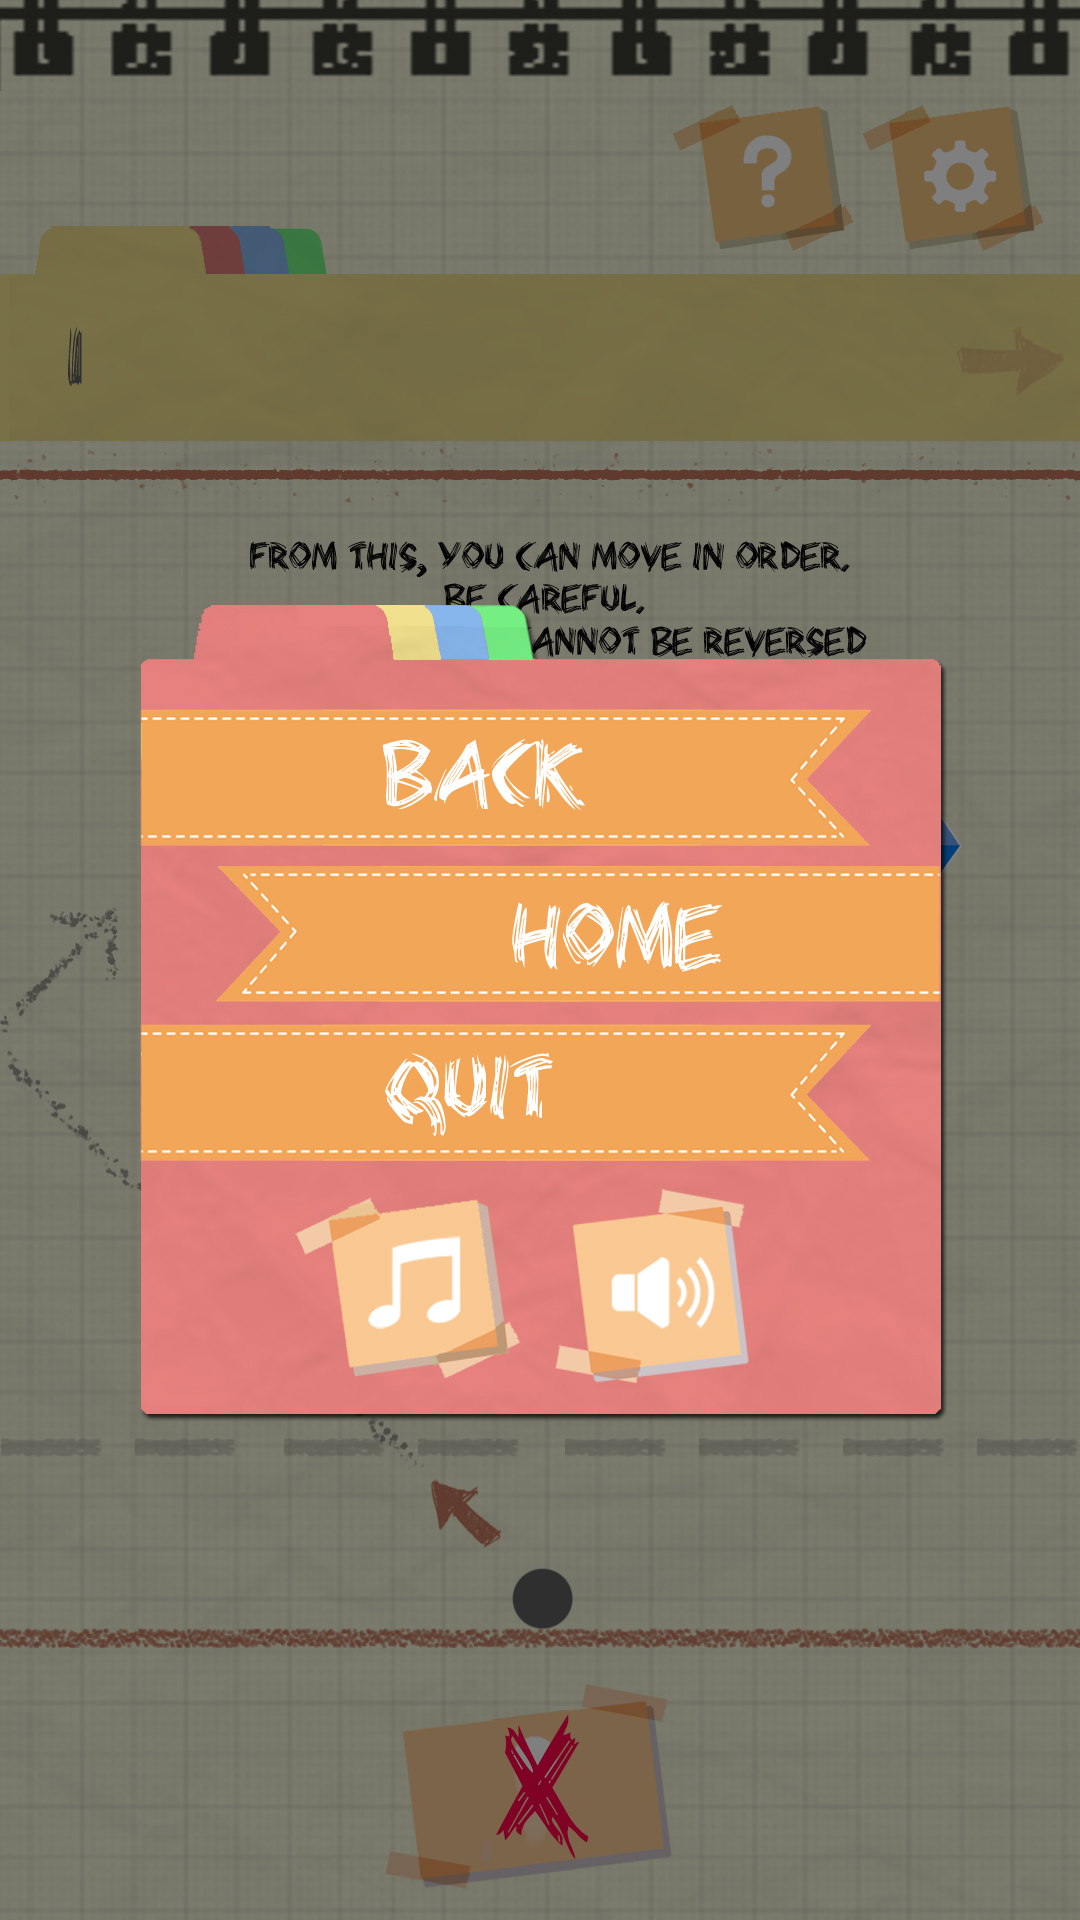 ?
FROM THIS, YOU CAN MOVE IN ORDER.
BE CAREFUL,
ANNOT BE REVERSED
BACK
HOME
QUIT
X